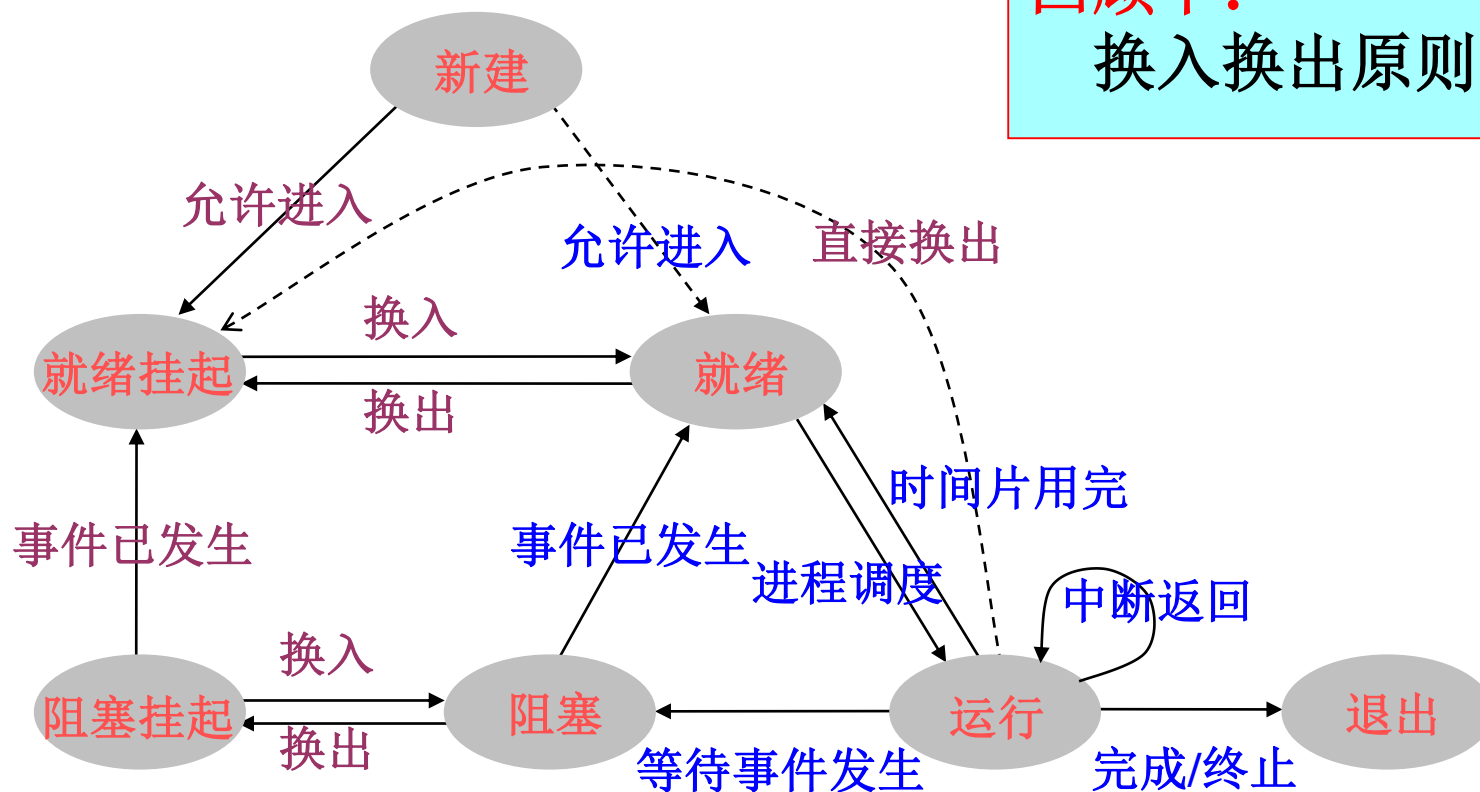 换入换出原则
新建
允许进入
允许进入
直接换出
换入
就绪挂起
就绪
换出
时间片用完
事件已发生
事件已发生
进程调度
中断返回
换入
阻塞挂起
阻塞
运行
退出
换出
等待事件发生
完成/终止